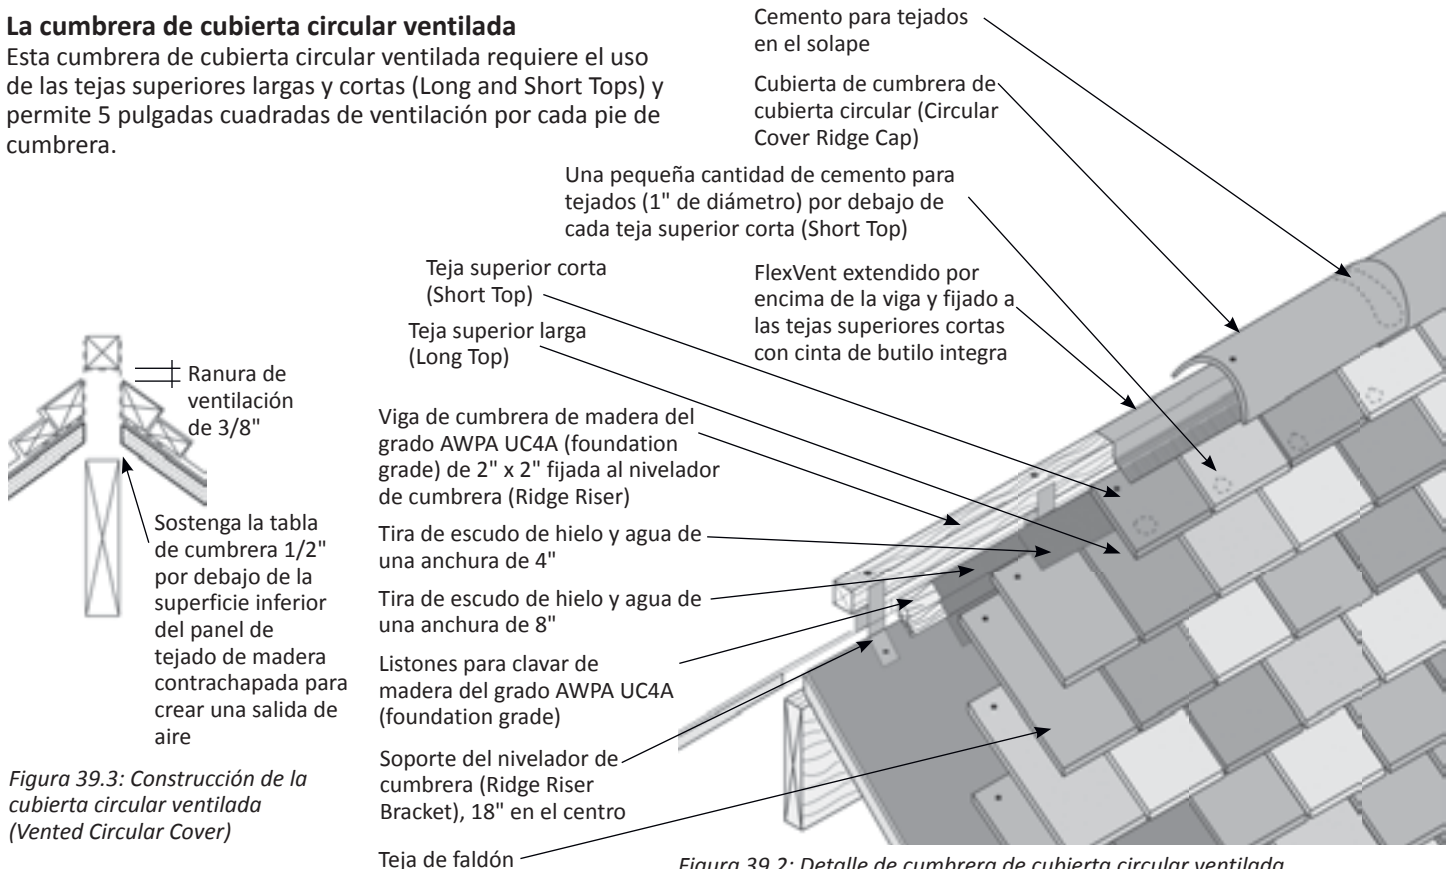 La cumbrera de cubierta circular ventilada
Esta cumbrera de cubierta circular ventilada requiere el uso
de las tejas superiores largas y cortas (Long and Short Tops) y
permite 5 pulgadas cuadradas de ventilación por cada pie de
cumbrera.
Cemento para tejados
en el solape
Cubierta de cumbrera de
cubierta circular (Circular
Cover Ridge Cap)
Una pequeña cantidad de cemento para
tejados (1" de diámetro) por debajo de
cada teja superior corta (Short Top)
Teja superior corta
(Short Top)
Teja superior larga
(Long Top)
FlexVent extendido por
encima de la viga y fijado a
las tejas superiores cortas
con cinta de butilo integra
Ranura de
ventilación
de 3/8"
Viga de cumbrera de madera del
grado AWPA UC4A (foundation
grade) de 2" x 2" fijada al nivelador
de cumbrera (Ridge Riser)
Sostenga la tabla
de cumbrera 1/2"
por debajo de la
superficie inferior
del panel de
tejado de madera
contrachapada para
crear una salida de
aire
Tira de escudo de hielo y agua de
una anchura de 4"
Tira de escudo de hielo y agua de
una anchura de 8"
Listones para clavar de
madera del grado AWPA UC4A
(foundation grade)
Soporte del nivelador de
cumbrera (Ridge Riser
Bracket), 18" en el centro
Teja de faldón
Figura 39.3: Construcción de la
cubierta circular ventilada
(Vented Circular Cover)
Figura 39.2: Detalle de cumbrera de cubierta circular ventilada